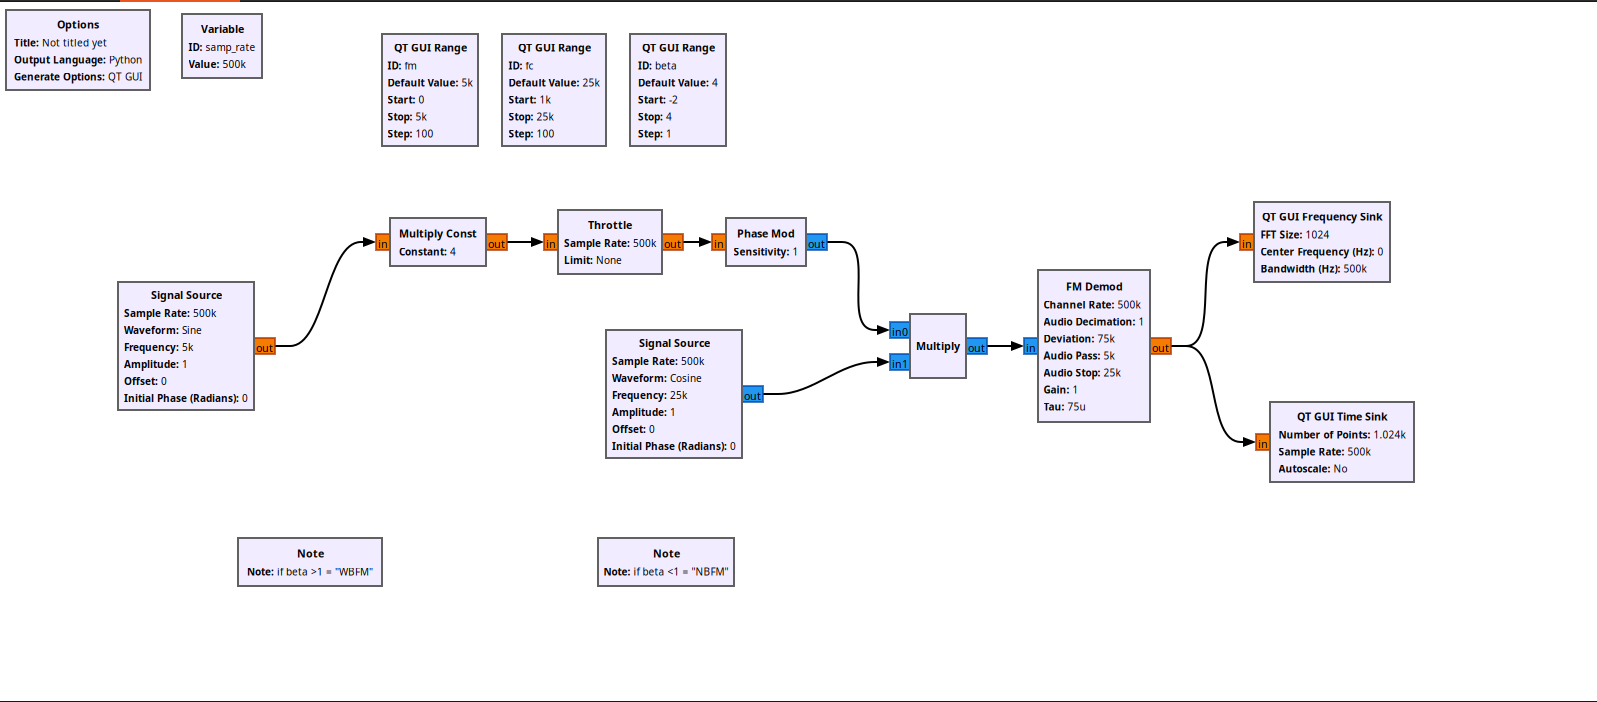 Options
Title: Not titled yet
Output Language: Python
Generate Options: QT GUI
Variable
ID: samp_rate
Value: 500k
QT GUI Range
ID: fm
Default Value: 5k
Start: 0
Stop: 5k
Step: 100
QT GUI Range
ID: fc
Default Value: 25k
Start: 1k
Stop: 25k
Step: 100
QT GUI Range
ID: beta
Default Value: 4
Start: -2
Stop: 4
Step: 1
Signal Source
Sample Rate: 500k
Waveform: Sine
Frequency: 5k
Amplitude: 1
Offset: 0
Initial Phase (Radians): 0
out
in
Multiply Const
Constant: 4
out
in
Throttle
Sample Rate: 500k
Limit: None
out
in
Phase Mod
Sensitivity: 1
out
Signal Source
Sample Rate: 500k
Waveform: Cosine
Frequency: 25k
Amplitude: 1
Offset: 0
Initial Phase (Radians): 0
out
in0
in1
Multiply
out
in
FM Demod
Channel Rate: 500k
Audio Decimation: 1
Deviation: 75k
Audio Pass: 5k
Audio Stop: 25k
Gain: 1
Tau: 75u
out
in
QT GUI Frequency Sink
FFT Size: 1024
Center Frequency (Hz): 0
Bandwidth (Hz): 500k
in
QT GUI Time Sink
Number of Points: 1.024k
Sample Rate: 500k
Autoscale: No
Note
Note: if beta >1 = "WBFM"
Note
Note: if beta <1 = "NBFM"